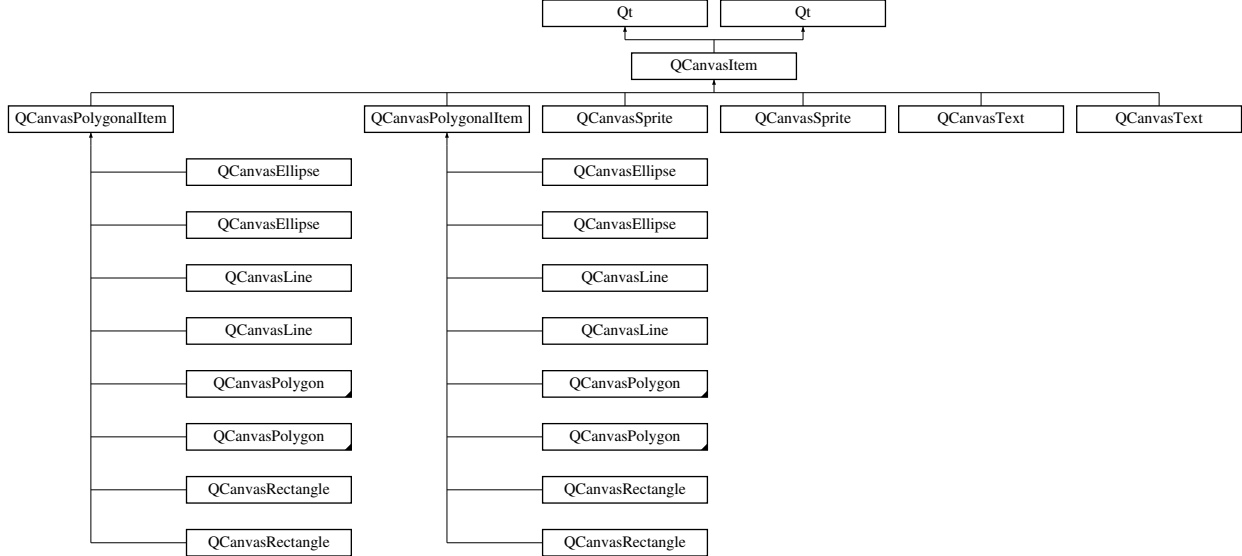 Qt Qt
QCanvasItem
QCanvasPolygonalItem QCanvasPolygonalItem QCanvasSprite QCanvasSprite QCanvasText QCanvasText
QCanvasEllipse QCanvasEllipse
QCanvasEllipse QCanvasEllipse
QCanvasLine QCanvasLine
QCanvasLine QCanvasLine
QCanvasPolygon QCanvasPolygon
QCanvasPolygon QCanvasPolygon
QCanvasRectangle QCanvasRectangle
QCanvasRectangle QCanvasRectangle